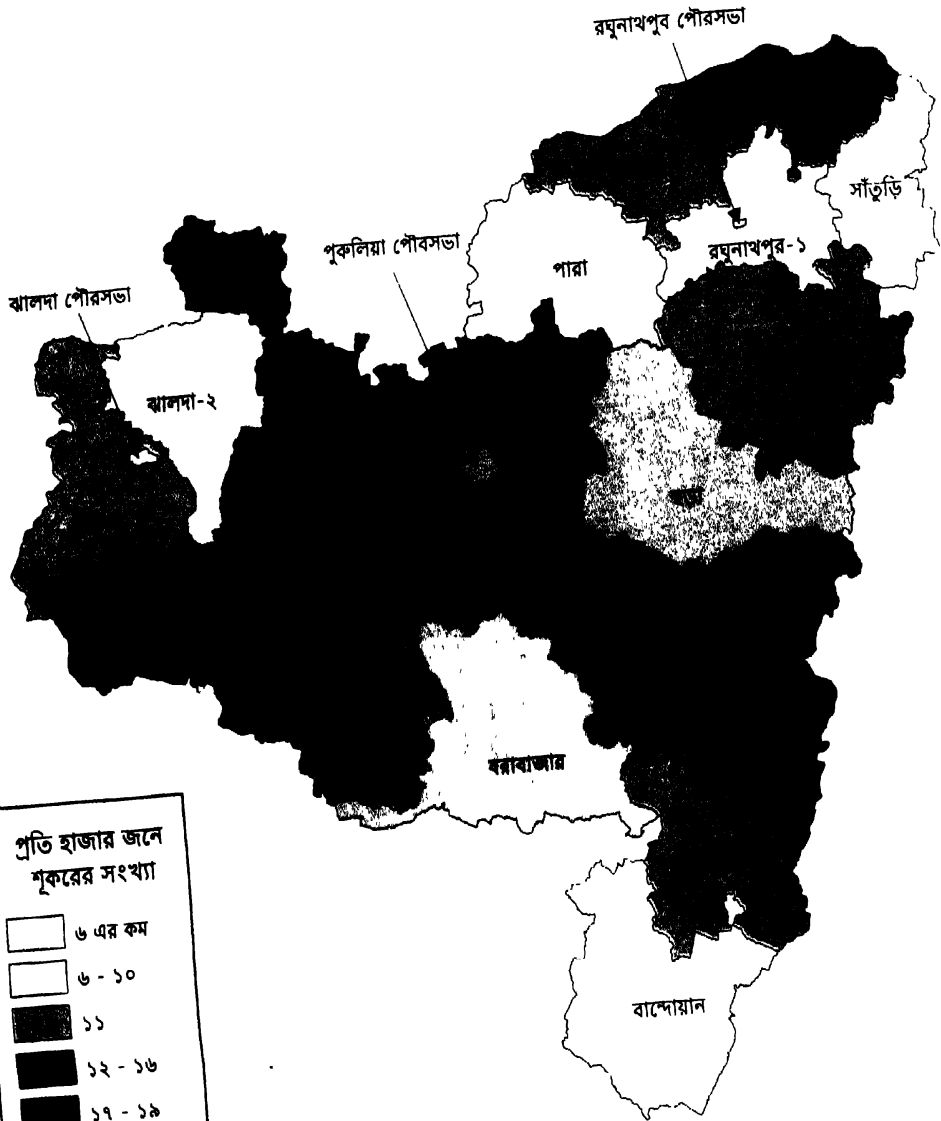 রঘুনাথপুব পৌরসভা
সাঁতুড়ি
পুরুলিয়া পৌবসভা
রঘুনাথপুর-১
পারা
ঝালদা পৌরসভা
ঝালদা-২
বরাবাজার
প্রতি হাজার জনে
শূকরের সংখ্যা
৬ এর কম
৬ - ১০
১১
১২ - ১৬
১৭ - ১৯
বান্দোয়ান